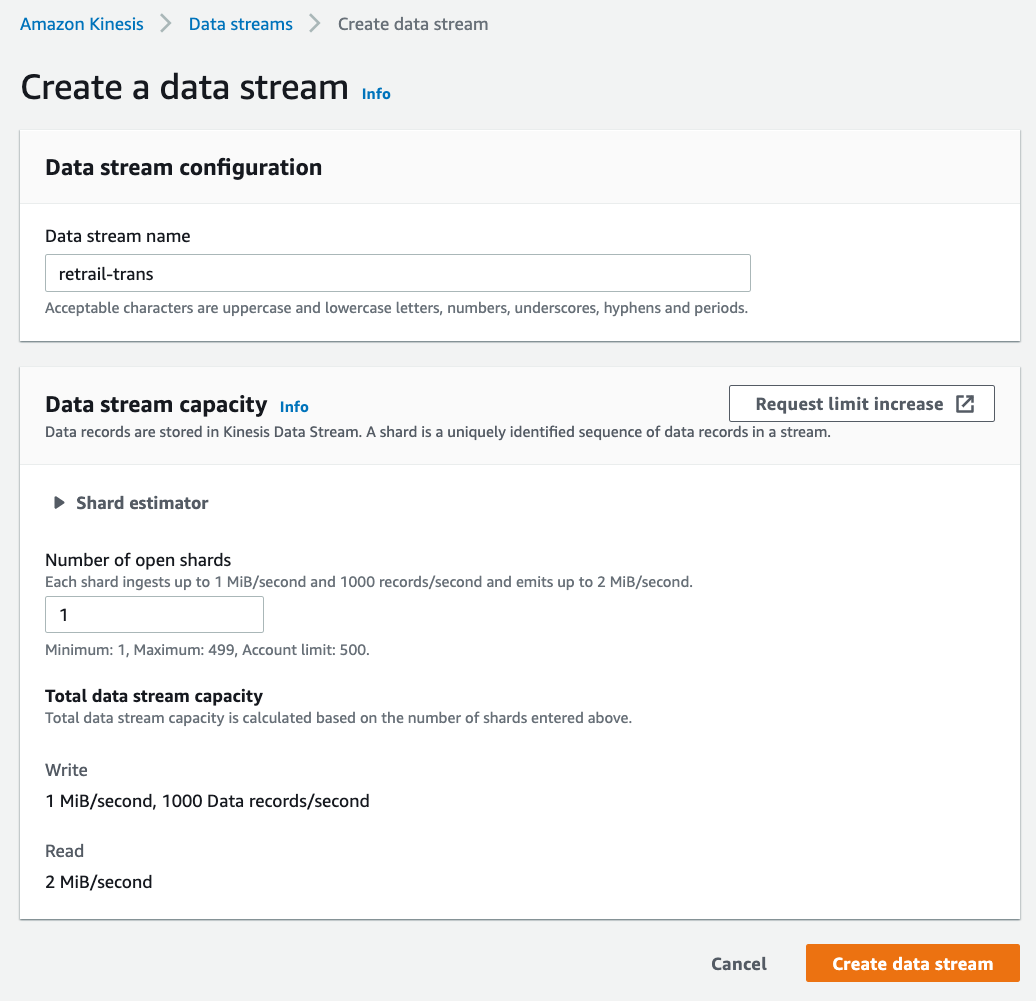 Amazon Kinesis > Data streams > Create data stream
Create a data stream Info
Data stream configuration
Data stream name
retrail-trans
Acceptable characters are uppercase and lowercase letters, numbers, underscores, hyphens and periods.
Data stream capacity Info
Request limit increase
Data records are stored in Kinesis Data Stream. A shard is a uniquely identified sequence of data records in a stream.
Shard estimator
Number of open shards
Each shard ingests up to 1 MiB/second and 1000 records/second and emits up to 2 MiB/second.
1
Minimum: 1, Maximum: 499, Account limit: 500.
Total data stream capacity
Total data stream capacity is calculated based on the number of shards entered above.
Write
1 MiB/second, 1000 Data records/second
Read
2 MiB/second
Cancel
Create data stream